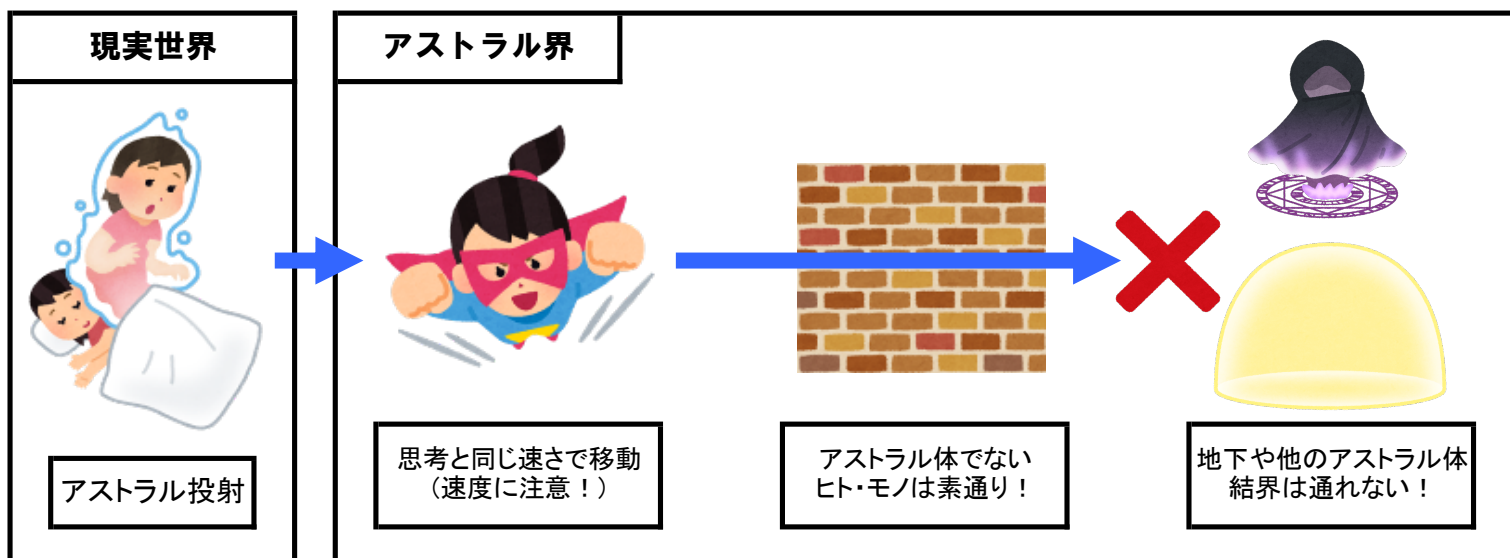 現実世界
アストラル界
アストラル投射
思考と同じ速さで移動
（速度に注意！）
アストラル体でない
ヒト・モノは素通り！
地下や他のアストラル体
結界は通れない！